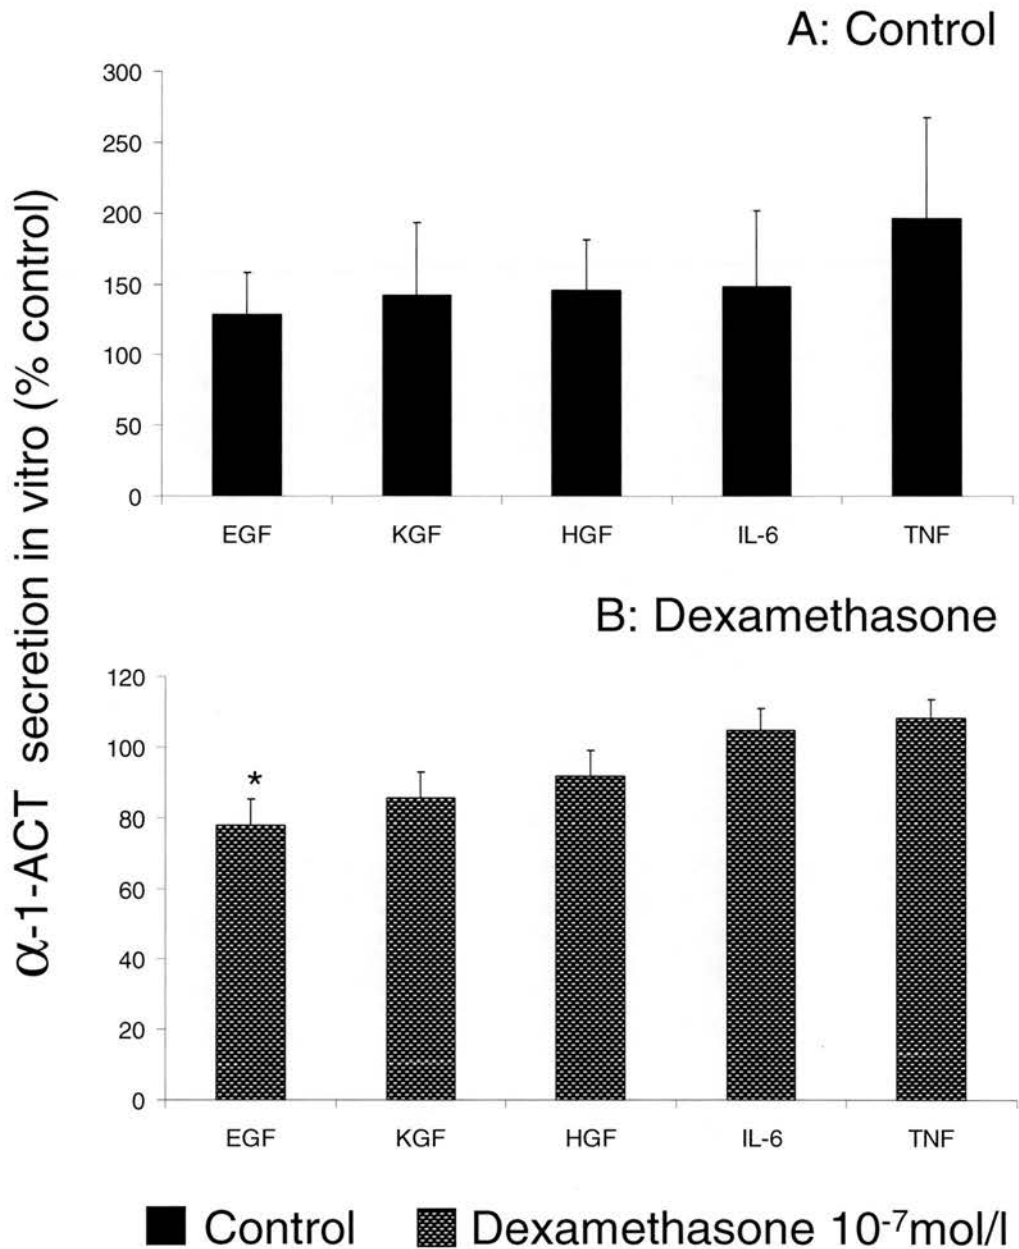 A: Control
300
250
200
150
100
50
0
EGF KGF HGF IL-6 TNF
α-1-ACT secretion in vitro (% control)
B: Dexamethasone
120
100
80
60
40
20
0
*
EGF KGF HGF IL-6 TNF
Control Dexamethasone 10⁻⁷mol/l